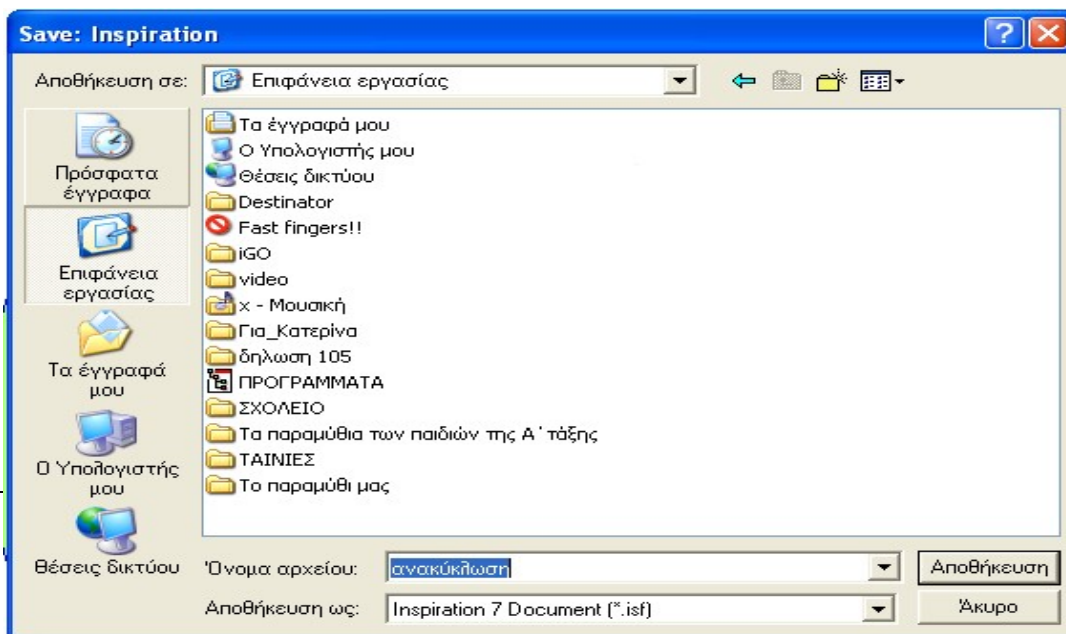 Save: Inspiration
Αποθήκευση σε: Επιφάνεια εργασίας
Πρόσφατα
έγγραφα
Επιφάνεια
εργασίας
Τα έγγραφά
μου
Ο Υπολογιστής
μου
Θέσεις δικτύου
Τα έγγραφά μου
Ο Υπολογιστής μου
Θέσεις δικτύου
Destinator
Fast fingers!!
iGO
video
x - Μουσική
Για_Κατερίνα
δηλωση 105
ΠΡΟΓΡΑΜΜΑΤΑ
ΣΧΟΛΕΙΟ
Τα παραμύθια των παιδιών της Α΄τάξης
ΤΑΙΝΙΕΣ
Το παραμύθι μας
Όνομα αρχείου: ανακύκλωση Αποθήκευση
Αποθήκευση ως: Inspiration 7 Document (*.isf) Άκυρο